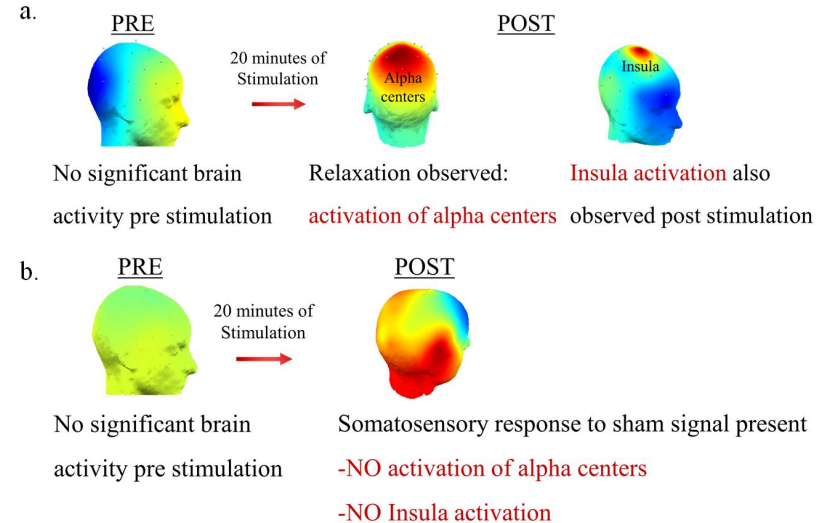 a.
PRE
POST
20 minutes of
Stimulation
Alpha
centers
Insula
No significant brain
activity pre stimulation
Relaxation observed:
activation of alpha centers
Insula activation also
observed post stimulation
b.
PRE
POST
20 minutes of
Stimulation
No significant brain
activity pre stimulation
Somatosensory response to sham signal present
-NO activation of alpha centers
-NO Insula activation